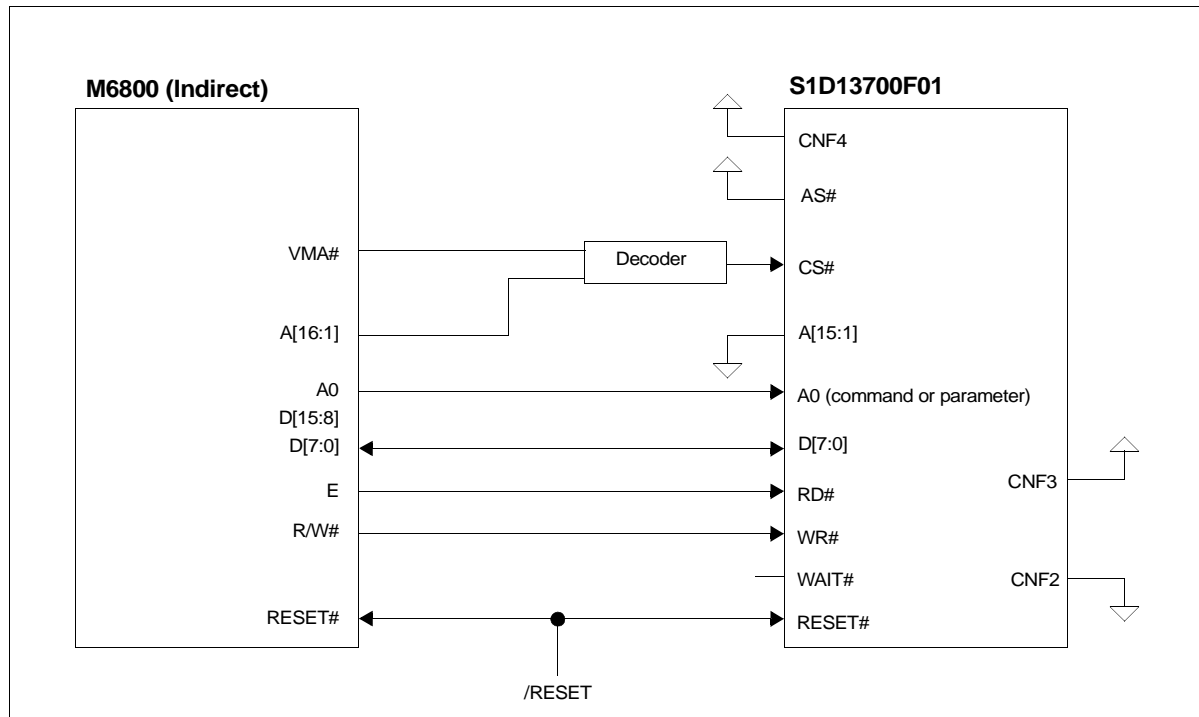 M6800 (Indirect)
S1D13700F01
CNF4
AS#
VMA#
Decoder
CS#
A[16:1]
A[15:1]
A0
A0 (command or parameter)
D[15:8]
D[7:0]
D[7:0]
CNF3
E
RD#
R/W#
WR#
WAIT#
CNF2
RESET#
RESET#
/RESET